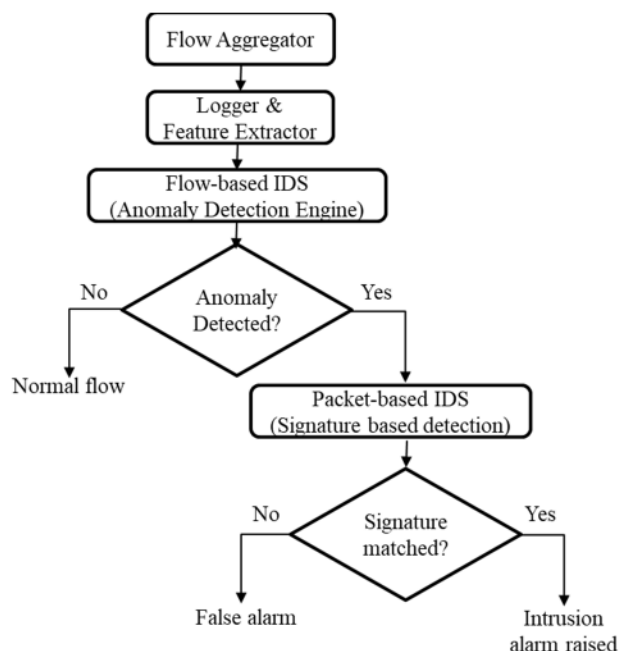 Flow Aggregator
Logger &
Feature Extractor
Flow-based IDS
(Anomaly Detection Engine)
No
Anomaly
Detected?
Yes
Normal flow
Packet-based IDS
(Signature based detection)
No
Signature
matched?
Yes
False alarm
Intrusion
alarm raised